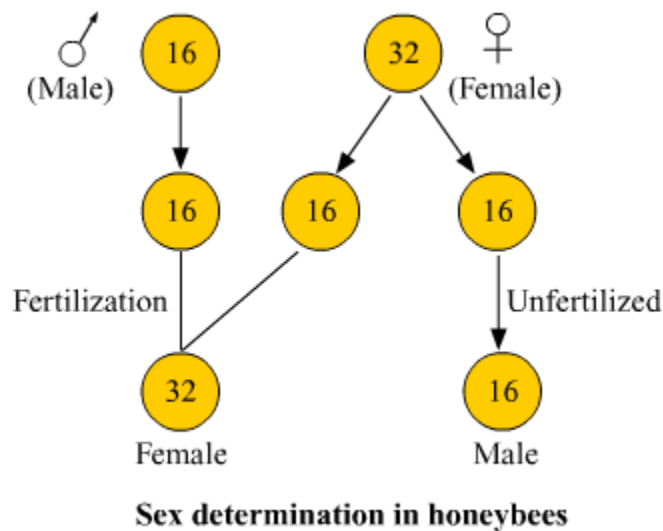 16
32
(Male)
(Female)
16
16
16
Fertilization
Unfertilized
32
16
Female
Male
Sex determination in honeybees